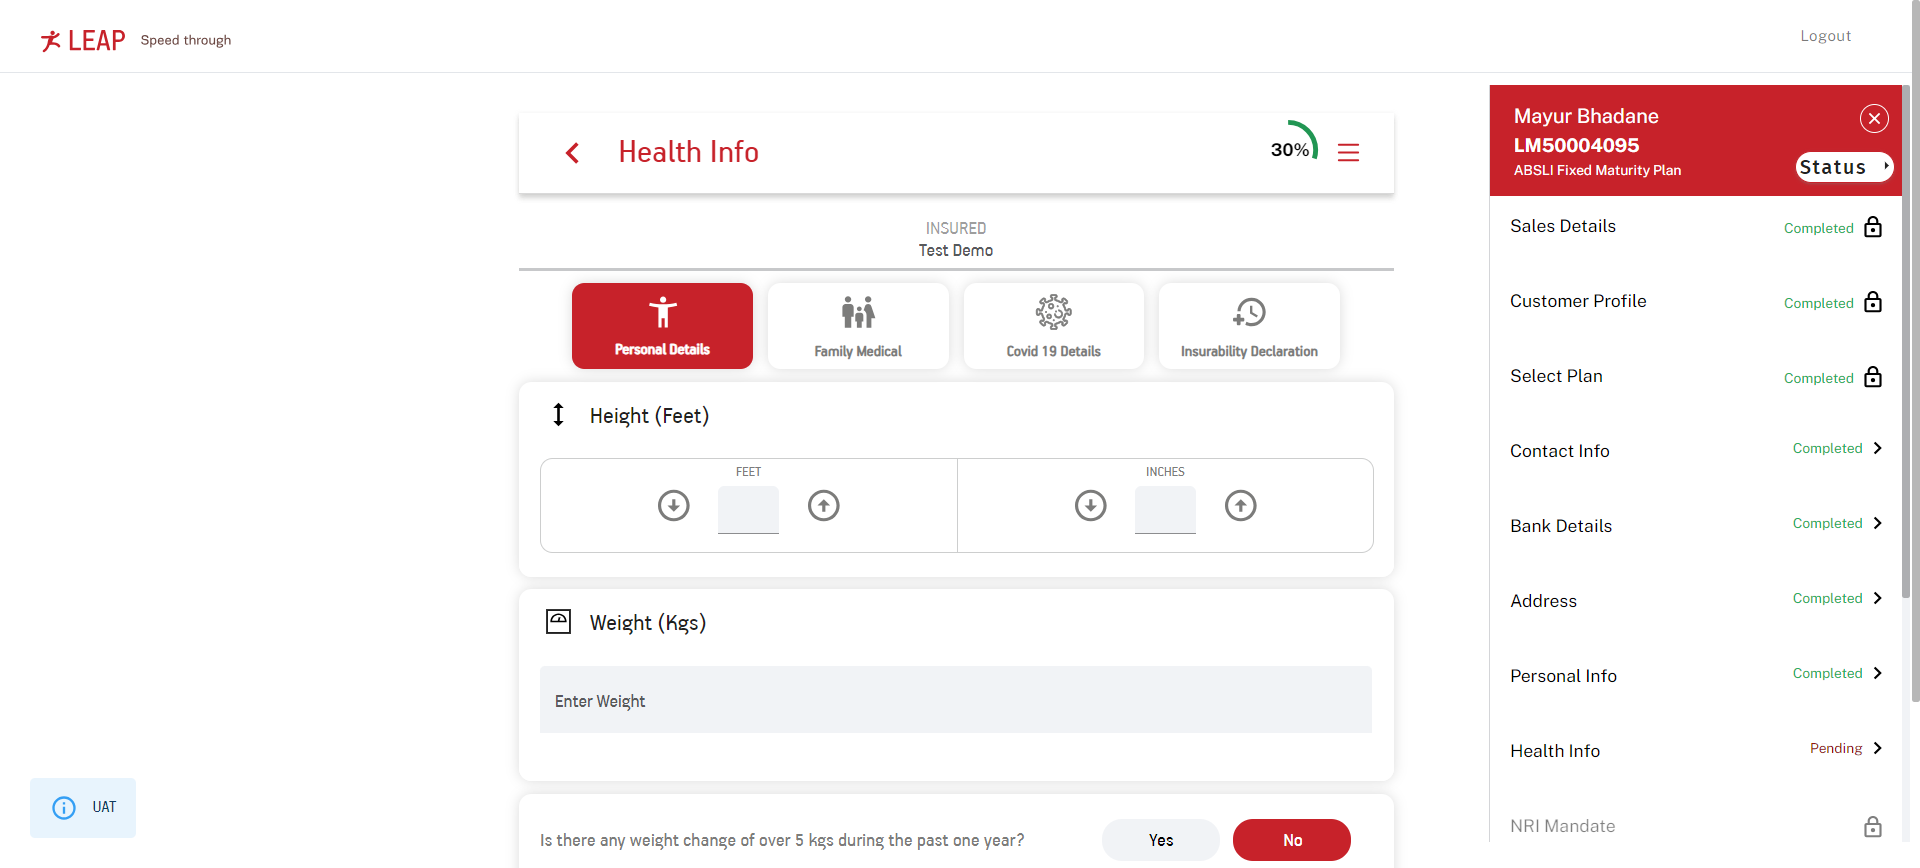 LEAP Speed through
Logout
Health Info
30%
INSURED
Test Demo
Personal Details
Family Medical
Covid 19 Details
Insurability Declaration
Height (Feet)
FEET
INCHES
Weight (Kgs)
Enter Weight
Is there any weight change of over 5 kgs during the past one year?
Yes
No
UAT
Mayur Bhadane
LM50004095
ABSLI Fixed Maturity Plan
Status
Sales Details Completed
Customer Profile Completed
Select Plan Completed
Contact Info Completed
Bank Details Completed
Address Completed
Personal Info Completed
Health Info Pending
NRI Mandate